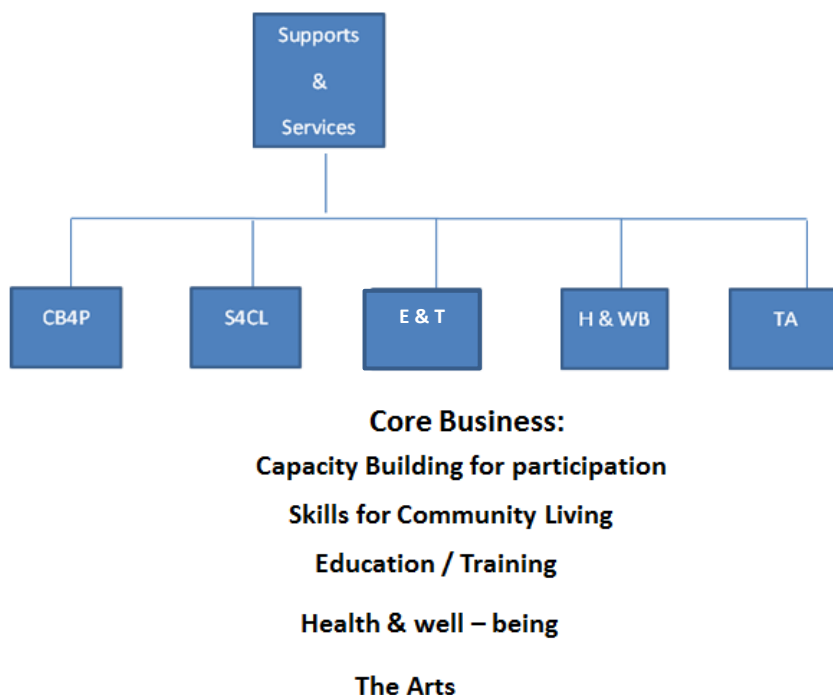 Supports
&
Services
CB4P
S4CL
E & T
H & WB
TA
Core Business:
Capacity Building for participation
Skills for Community Living
Education / Training
Health & well – being
The Arts